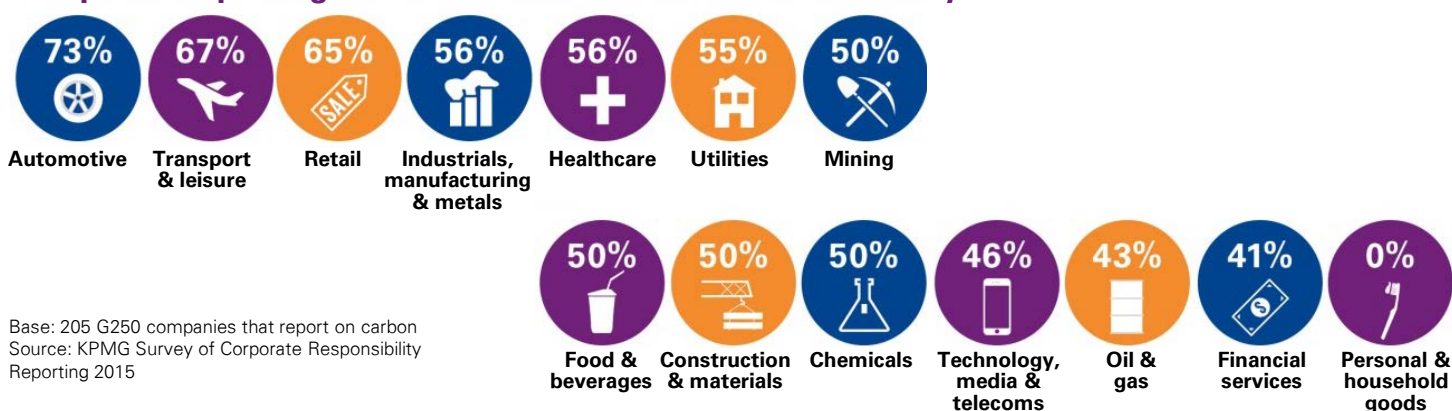 73%
67%
65%
56%
56%
55%
50%
SALE
Automotive
Transport
& leisure
Retail
Industrials,
manufacturing
& metals
Healthcare
Utilities
Mining
50%
50%
50%
46%
43%
41%
0%
Food &
beverages
Construction
& materials
Chemicals
Technology,
media &
telecoms
Oil &
gas
Financial
services
Personal &
household
goods
Base: 205 G250 companies that report on carbon
Source: KPMG Survey of Corporate Responsibility
Reporting 2015